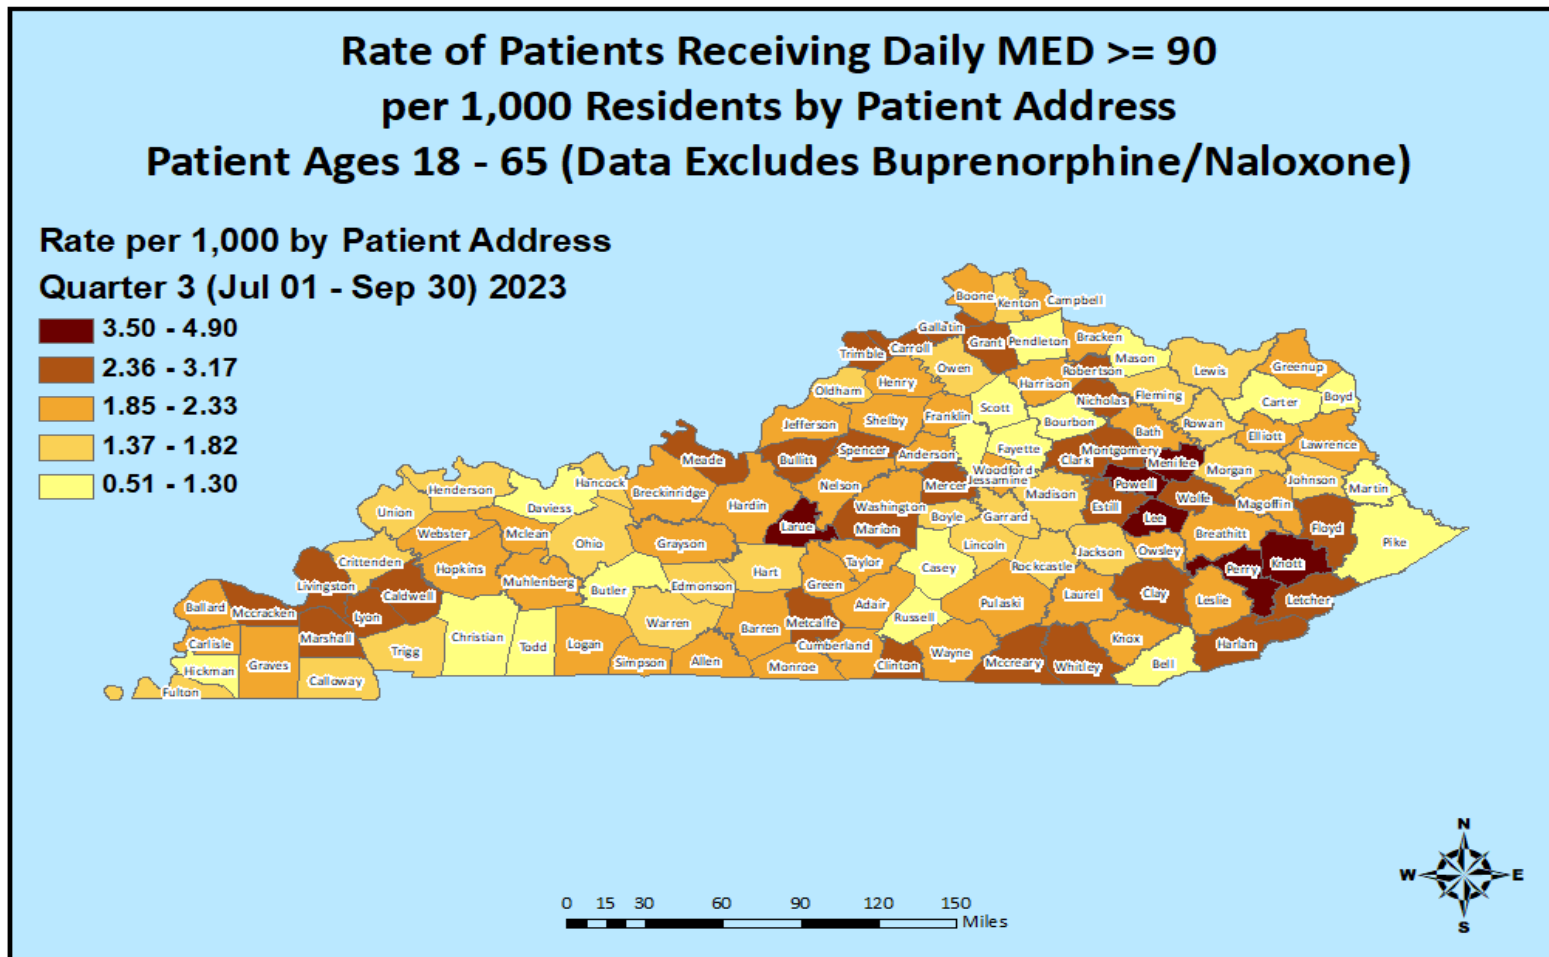 Rate of Patients Receiving Daily MED >= 90
per 1,000 Residents by Patient Address
Patient Ages 18 - 65 (Data Excludes Buprenorphine/Naloxone)
Rate per 1,000 by Patient Address
Quarter 3 (Jul 01 - Sep 30) 2023
3.50 - 4.90
2.36 - 3.17
1.85 - 2.33
1.37 - 1.82
0.51 - 1.30
Boone
Kenton
Campbell
Gallatin
Grant
Pendleton
Bracken
Mason
Trimble
Carroll
Owen
Robertson
Lewis
Greenup
Oldham
Henry
Harrison
Nicholas
Fleming
Carter
Boyd
Jefferson
Shelby
Franklin
Scott
Bourbon
Rowan
Bath
Elliott
Lawrence
Meade
Bullitt
Spencer
Anderson
Fayette
Woodford
Clark
Montgomery
Menifee
Morgan
Johnson
Martin
Henderson
Hancock
Daviess
Breckinridge
Hardin
Nelson
Mercer
Jessamine
Madison
Powell
Estill
Wolfe
Magoffin
Floyd
Pike
Union
Webster
Mclean
Ohio
Grayson
Larue
Washington
Marion
Boyle
Garrard
Lee
Breathitt
Crittenden
Hopkins
Muhlenberg
Butler
Edmonson
Hart
Taylor
Green
Casey
Lincoln
Rockcastle
Jackson
Owsley
Perry
Knott
Livingston
Caldwell
Lyon
Ballard
Mccracken
Marshall
Christian
Todd
Logan
Warren
Barren
Metcalfe
Adair
Russell
Pulaski
Laurel
Clay
Leslie
Letcher
Carlisle
Hickman
Graves
Trigg
Calloway
Fulton
Simpson
Allen
Monroe
Cumberland
Clinton
Wayne
Mccreary
Whitley
Knox
Bell
Harlan
N
W
E
S
0 15 30 60 90 120 150
Miles